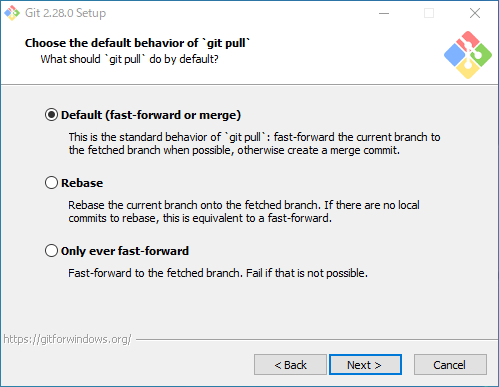 Git 2.28.0 Setup
Choose the default behavior of `git pull`
What should `git pull` do by default?
Default (fast-forward or merge)
This is the standard behavior of `git pull`: fast-forward the current branch to
the fetched branch when possible, otherwise create a merge commit.
Rebase
Rebase the current branch onto the fetched branch. If there are no local
commits to rebase, this is equivalent to a fast-forward.
Only ever fast-forward
Fast-forward to the fetched branch. Fail if that is not possible.
https://gitforwindows.org/
< Back
Next >
Cancel